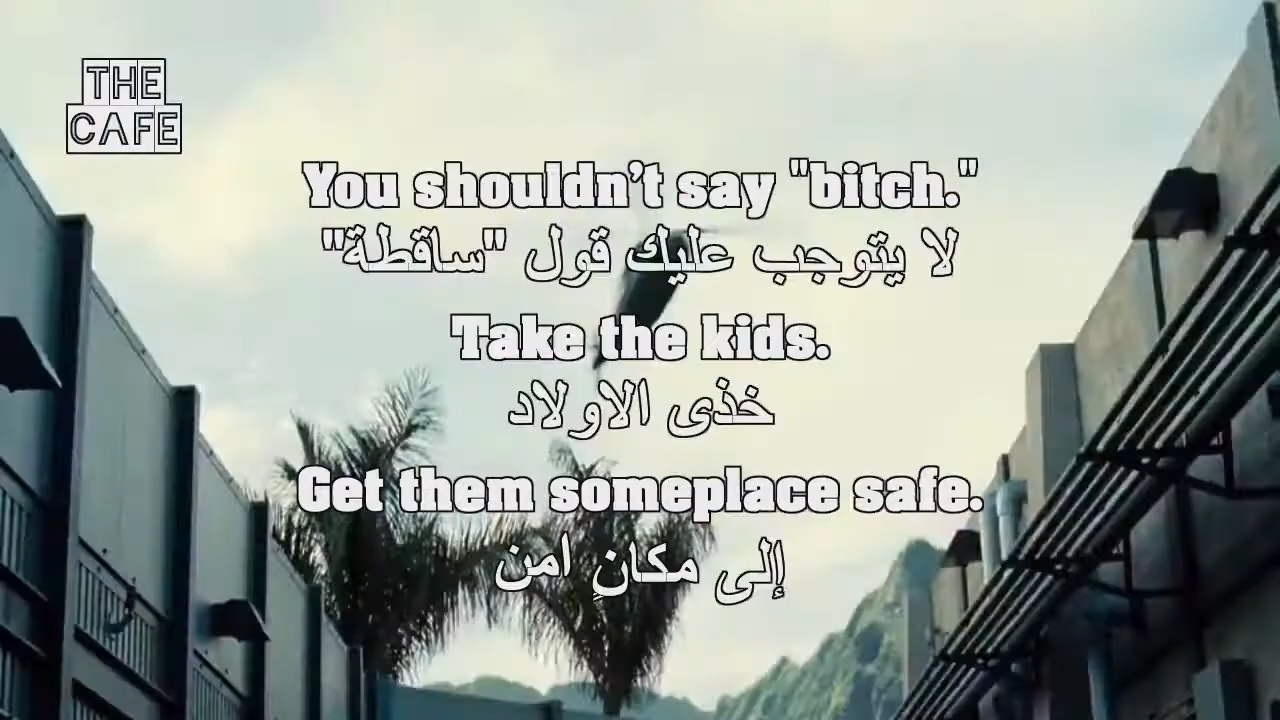 THE
CAFE
You shouldn't say "bitch."
لا يتوجب عليك قول "ساقطة"
Take the kids.
خذى الاولاد
Get them someplace safe.
إلى مكانٍ امن